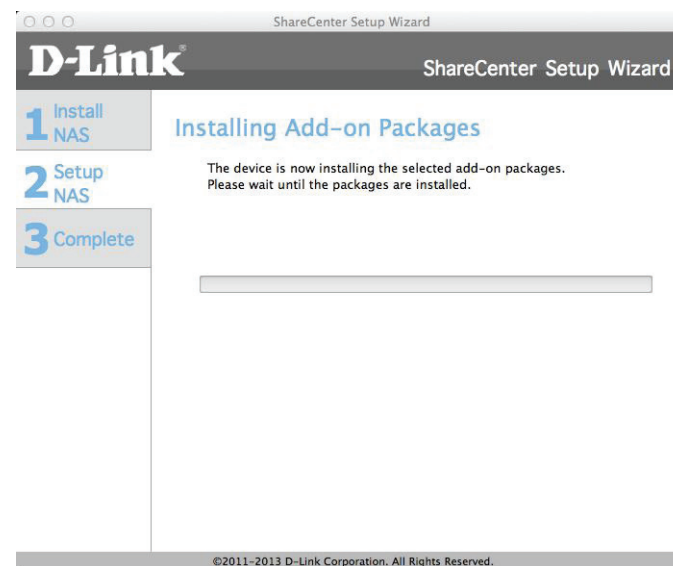 ShareCenter Setup Wizard
D-Link®
ShareCenter Setup Wizard
1 Install
NAS
2 Setup
NAS
3 Complete
Installing Add-on Packages
The device is now installing the selected add-on packages.
Please wait until the packages are installed.
©2011-2013 D-Link Corporation. All Rights Reserved.